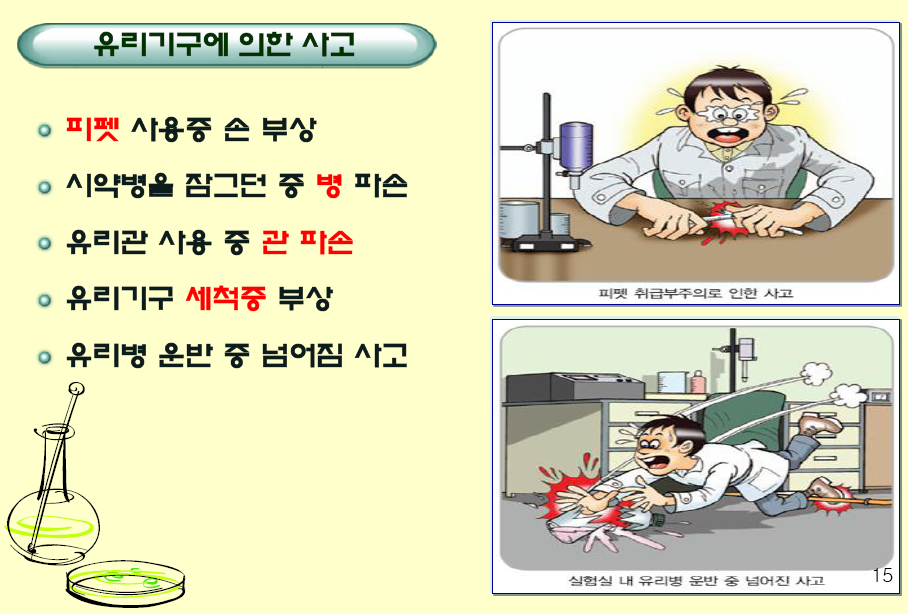 유리기구에 의한 사고
피펫 사용중 손 부상
시약병을 잠그던 중 병 파손
유리관 사용 중 관 파손
유리기구 세척중 부상
유리병 운반 중 넘어짐 사고
피펫 취급부주의로 인한 사고
실험실 내 유리병 운반 중 넘어진 사고
15